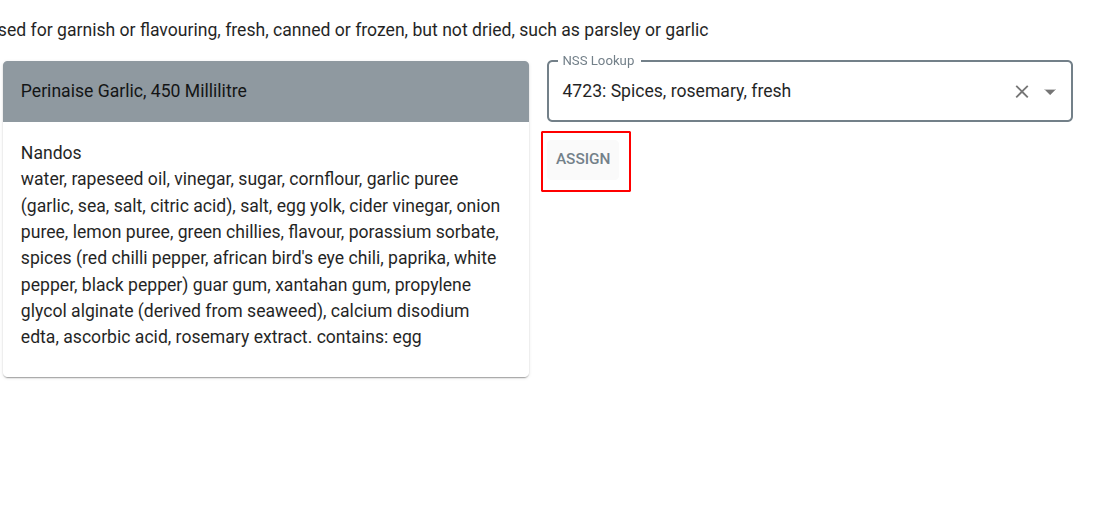 sed for garnish or flavouring, fresh, canned or frozen, but not dried, such as parsley or garlic
Perinaise Garlic, 450 Millilitre
Nandos
water, rapeseed oil, vinegar, sugar, cornflour, garlic puree
(garlic, sea, salt, citric acid), salt, egg yolk, cider vinegar, onion
puree, lemon puree, green chillies, flavour, porassium sorbate,
spices (red chilli pepper, african bird's eye chili, paprika, white
pepper, black pepper) guar gum, xantahan gum, propylene
glycol alginate (derived from seaweed), calcium disodium
edta, ascorbic acid, rosemary extract. contains: egg
NSS Lookup
4723: Spices, rosemary, fresh
ASSIGN